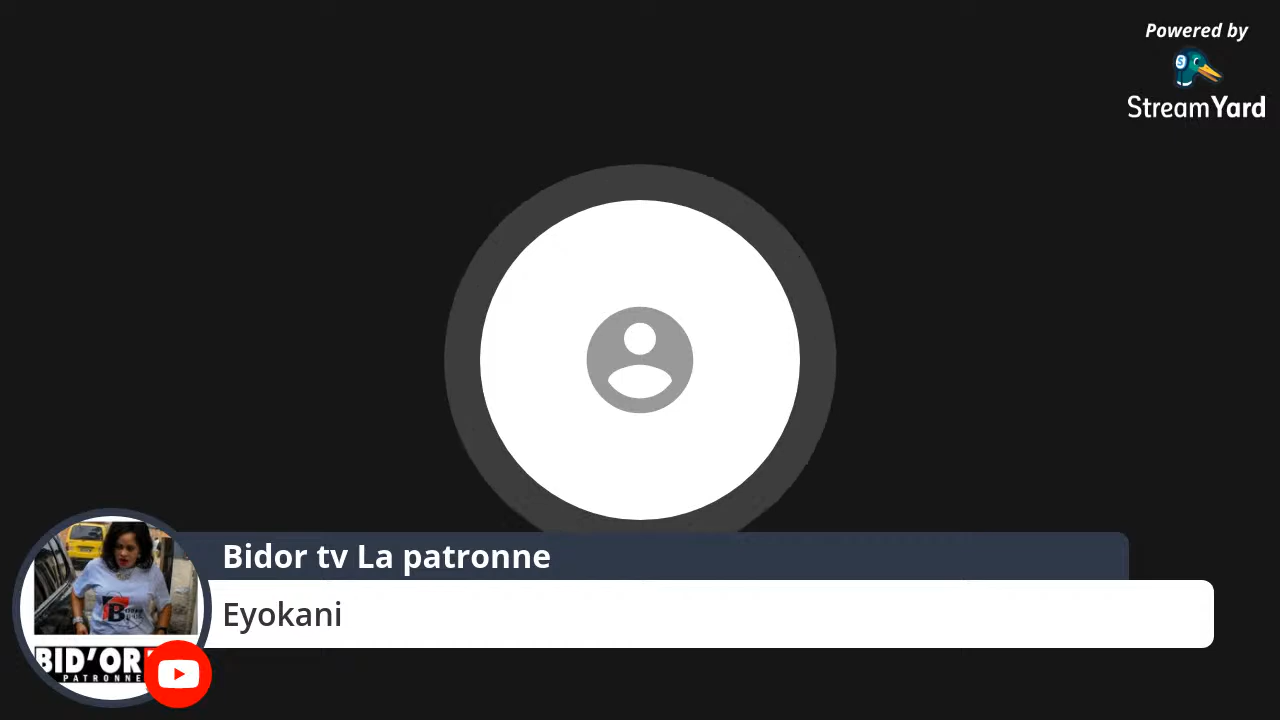 Powered by
StreamYard
Bidor tv La patronne
Eyokani
BID'OR
PATRONNE